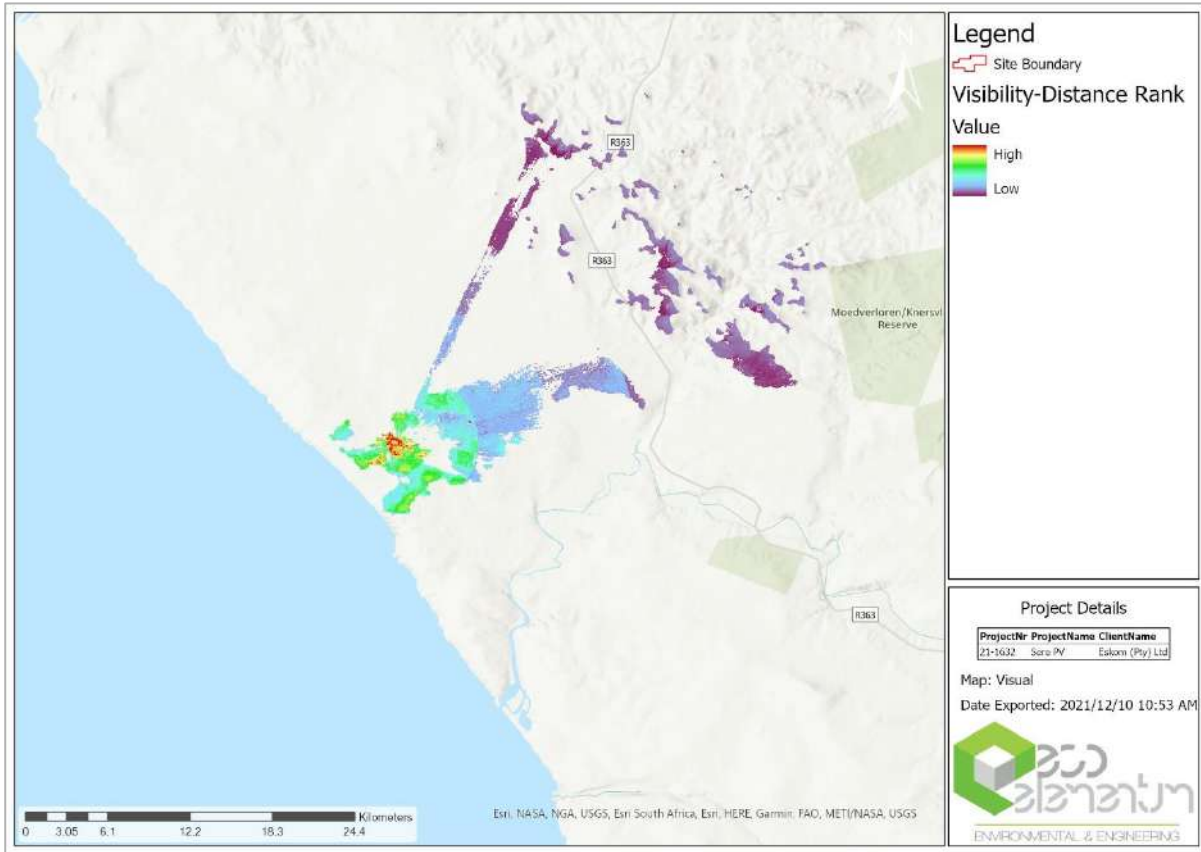 N
R363
R363
Moedverloren/Knersvl
Reserve
R363
Kilometers
0 3.05 6.1 12.2 18.3 24.4
Esri, NASA, NGA, USGS, Esri South Africa, Esri, HERE, Garmin, FAO, METI/NASA, USGS
Legend
Site Boundary
Visibility-Distance Rank
Value
High
Low
Project Details
ProjectNr ProjectName ClientName
21-1632 Sere PV Eskom (Pty) Ltd
Map: Visual
Date Exported: 2021/12/10 10:53 AM
eco
elementum
ENVIRONMENTAL & ENGINEERING